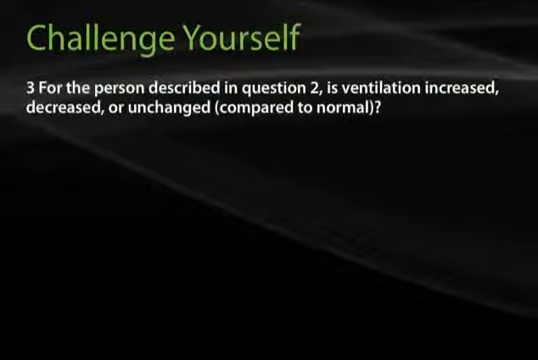 Challenge Yourself
3 For the person described in question 2, is ventilation increased,
decreased, or unchanged (compared to normal)?